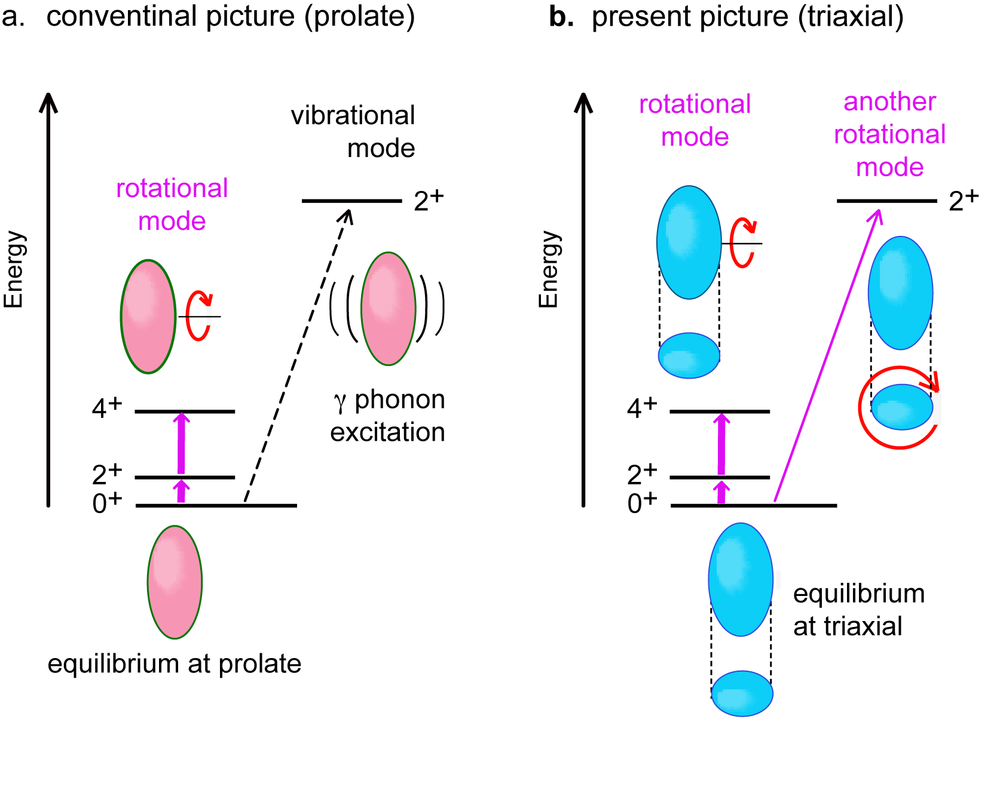 a. conventinal picture (prolate)
Energy
rotational
mode
vibrational
mode
2+
γ phonon
excitation
4+
2+
0+
equilibrium at prolate
b. present picture (triaxial)
Energy
rotational
mode
another
rotational
mode
2+
4+
2+
0+
equilibrium
at triaxial